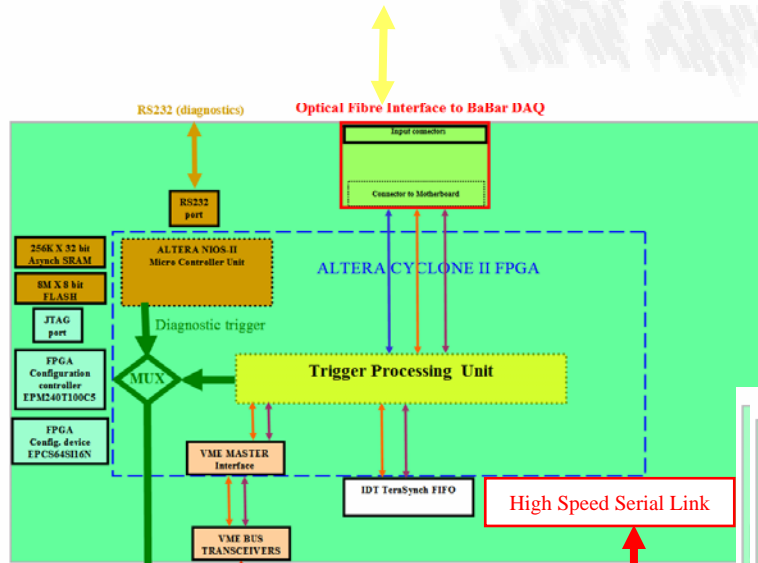 RS232 (diagnostics)
Optical Fibre Interface to BaBar DAQ
Input connectors
Connector to Motherboard
RS232
port
256K X 32 bit
Asynch SRAM
8M X 8 bit
FLASH
JTAG
port
FPGA
Configuration
controller
EPM240T100C5
FPGA
Config. device
EPCS64SI16N
ALTERA NIOS-II
Micro Controller Unit
ALTERA CYCLONE II FPGA
Diagnostic trigger
MUX
Trigger Processing Unit
VME MASTER
Interface
IDT TeraSynch FIFO
High Speed Serial Link
VME BUS
TRANSCEIVERS